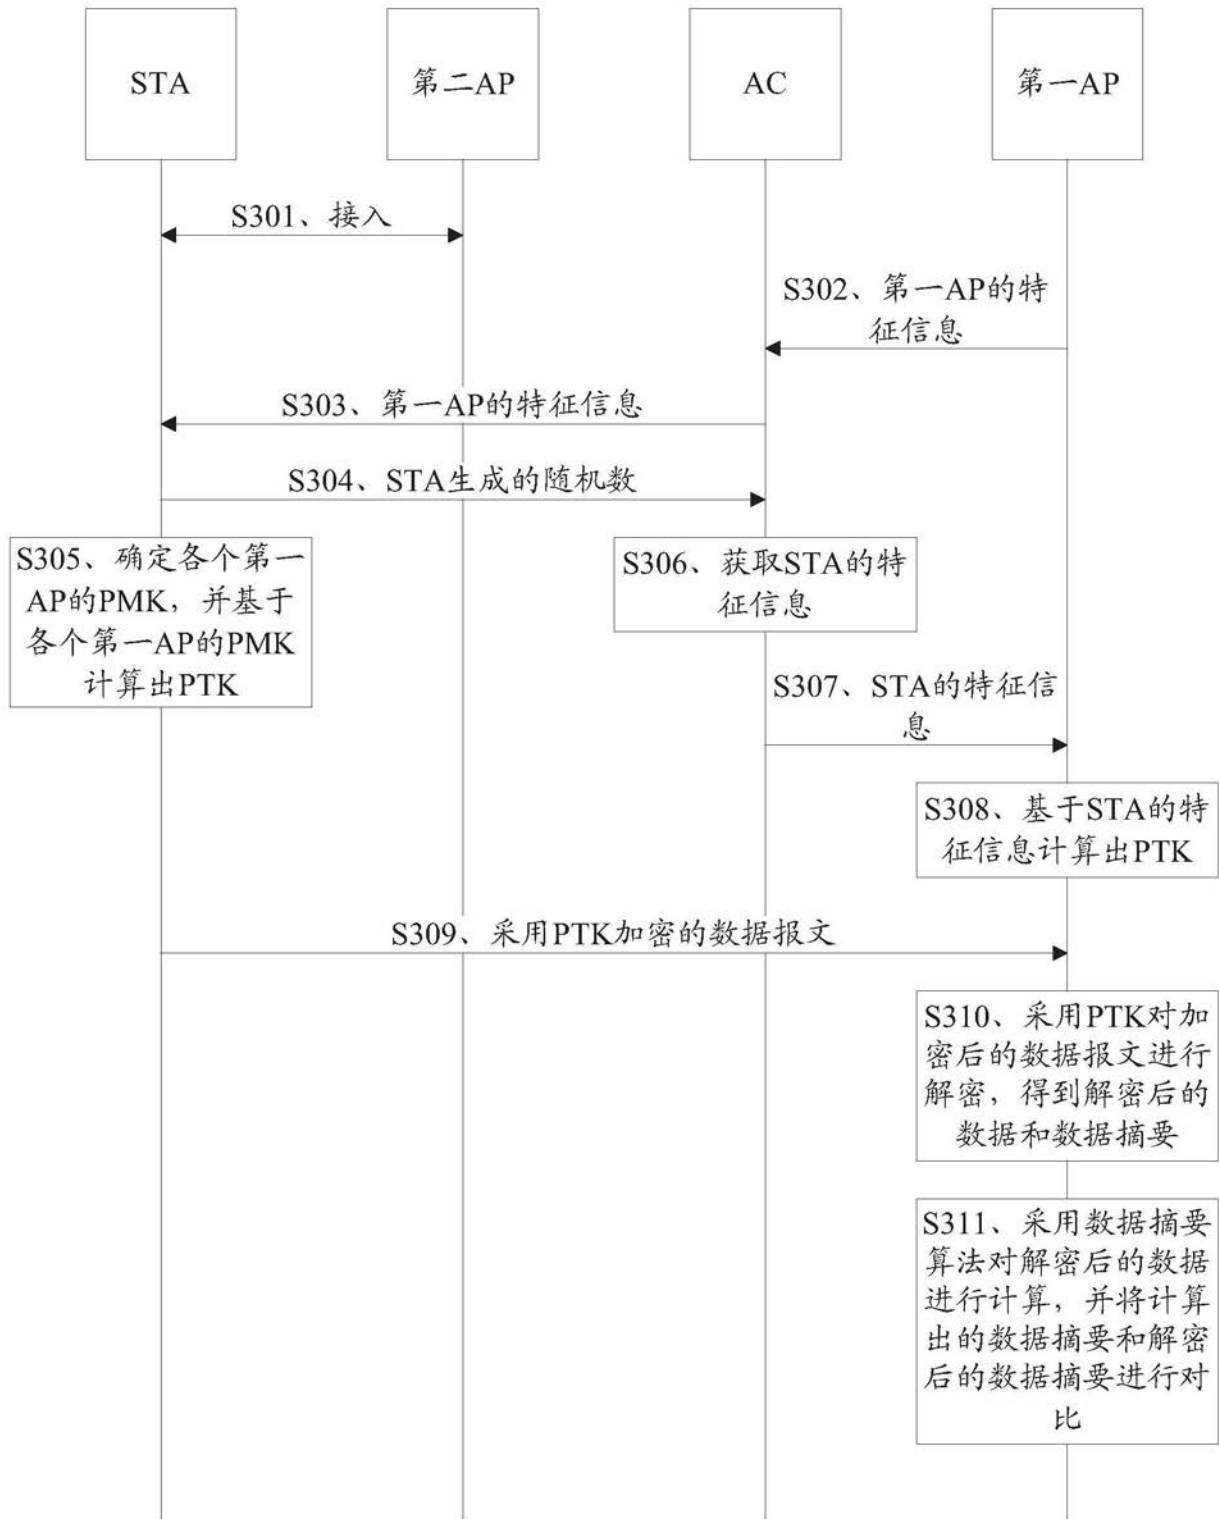 STA
第二AP
AC
第一AP
S301、接入
S302、第一AP的特
征信息
S303、第一AP的特征信息
S304、STA生成的随机数
S305、确定各个第一
AP的PMK，并基于
各个第一AP的PMK
计算出PTK
S306、获取STA的特
征信息
S307、STA的特征信
息
S308、基于STA的特
征信息计算出PTK
S309、采用PTK加密的数据报文
S310、采用PTK对加
密后的数据报文进行
解密，得到解密后的
数据和数据摘要
S311、采用数据摘要
算法对解密后的数据
进行计算，并将计算
出的数据摘要和解密
后的数据摘要进行对
比